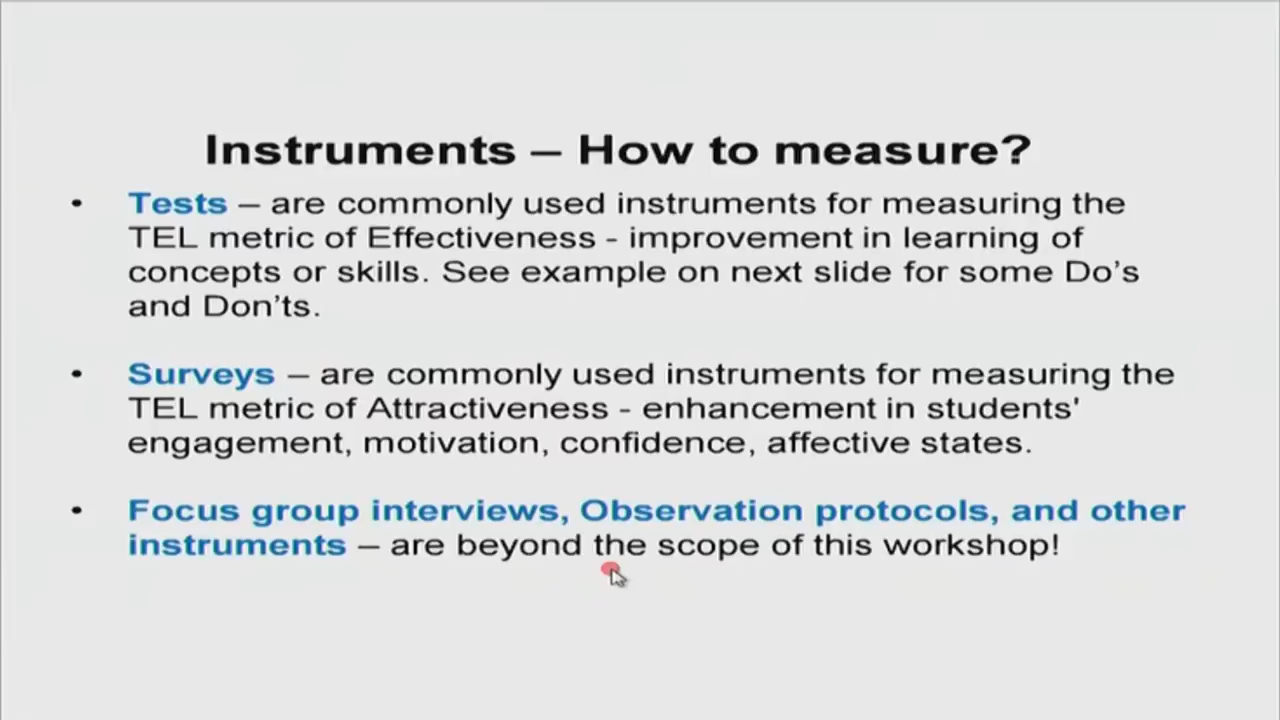 Instruments – How to measure?
• Tests – are commonly used instruments for measuring the
TEL metric of Effectiveness - improvement in learning of
concepts or skills. See example on next slide for some Do’s
and Don’ts.
• Surveys – are commonly used instruments for measuring the
TEL metric of Attractiveness - enhancement in students'
engagement, motivation, confidence, affective states.
• Focus group interviews, Observation protocols, and other
instruments – are beyond the scope of this workshop!